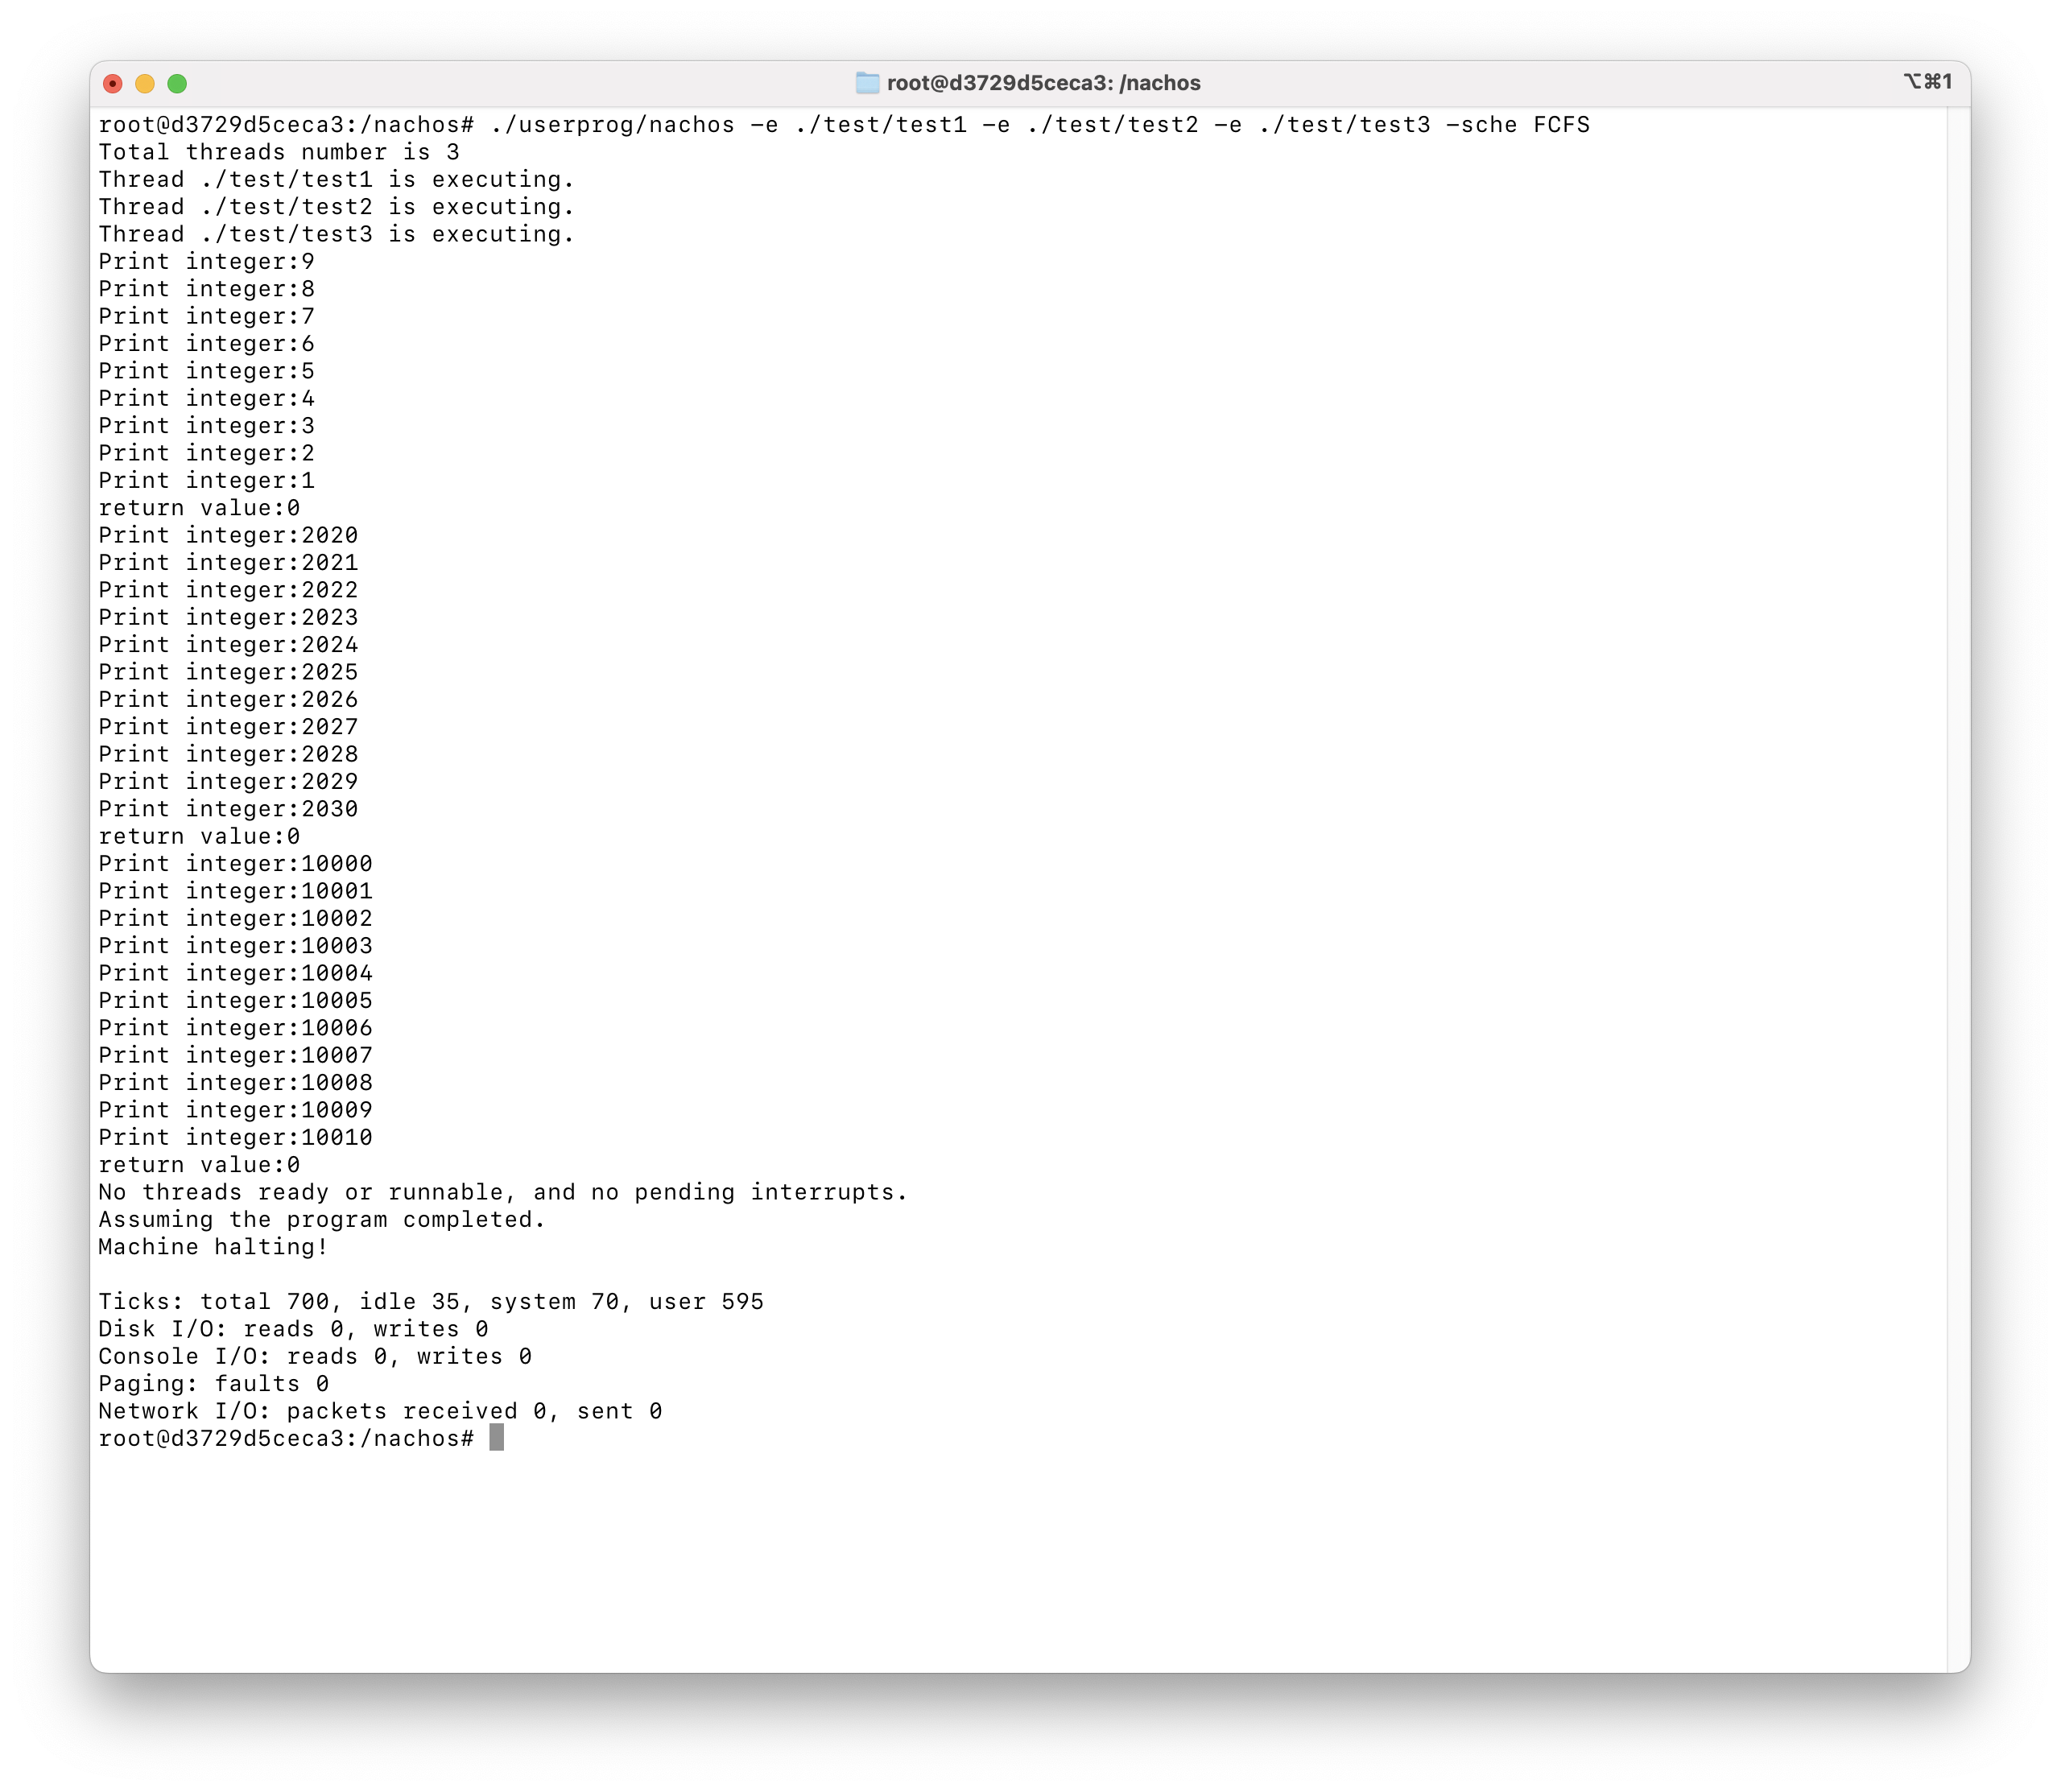 root@d3729d5ceca3: /nachos
⌥⌘1
root@d3729d5ceca3:/nachos# ./userprog/nachos -e ./test/test1 -e ./test/test2 -e ./test/test3 -sche FCFS
Total threads number is 3
Thread ./test/test1 is executing.
Thread ./test/test2 is executing.
Thread ./test/test3 is executing.
Print integer:9
Print integer:8
Print integer:7
Print integer:6
Print integer:5
Print integer:4
Print integer:3
Print integer:2
Print integer:1
return value:0
Print integer:2020
Print integer:2021
Print integer:2022
Print integer:2023
Print integer:2024
Print integer:2025
Print integer:2026
Print integer:2027
Print integer:2028
Print integer:2029
Print integer:2030
return value:0
Print integer:10000
Print integer:10001
Print integer:10002
Print integer:10003
Print integer:10004
Print integer:10005
Print integer:10006
Print integer:10007
Print integer:10008
Print integer:10009
Print integer:10010
return value:0
No threads ready or runnable, and no pending interrupts.
Assuming the program completed.
Machine halting!

Ticks: total 700, idle 35, system 70, user 595
Disk I/O: reads 0, writes 0
Console I/O: reads 0, writes 0
Paging: faults 0
Network I/O: packets received 0, sent 0
root@d3729d5ceca3:/nachos#